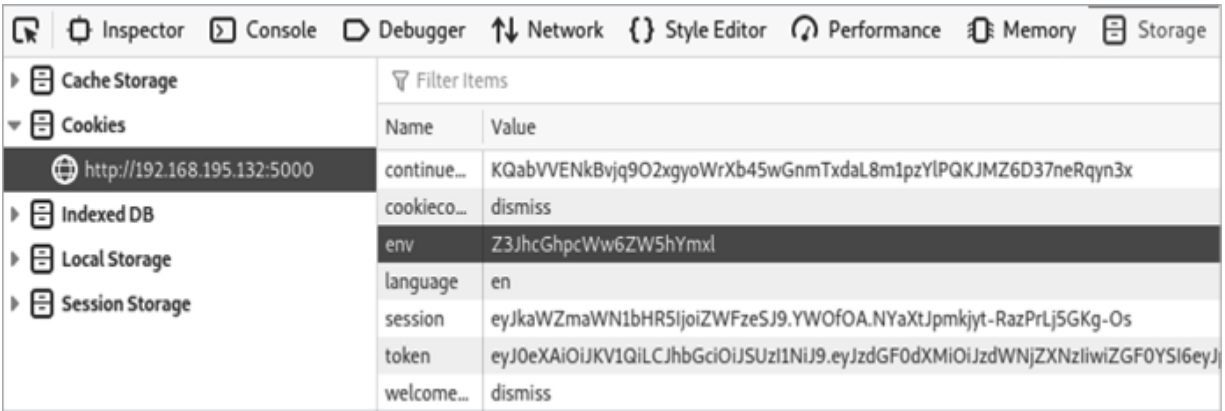 Inspector Console Debugger Network Style Editor Performance Memory Storage
Cache Storage
Filter Items
Cookies
Name Value
http://192.168.195.132:5000
continue... KQabVVENkBvjq9O2xgyoWrXb45wGnmTxdaL8m1pzYlPQKJMZ6D37neRqyn3x
cookieco... dismiss
Indexed DB
env Z3JhcGhpcWw6ZW5hYmxl
Local Storage
language en
Session Storage
session eyJkaWZmaWN1bHR5IjoiZWFzeSJ9.YWOfOA.NYaXtJpmkjyt-RazPrLj5GKg-Os
token eyJ0eXAiOiJKV1QiLCJhbGciOiJSUzI1NiJ9.eyJzdGF0dXMiOiJzdWNjZXNzIiwiZGF0YSI6eyJp
welcome... dismiss